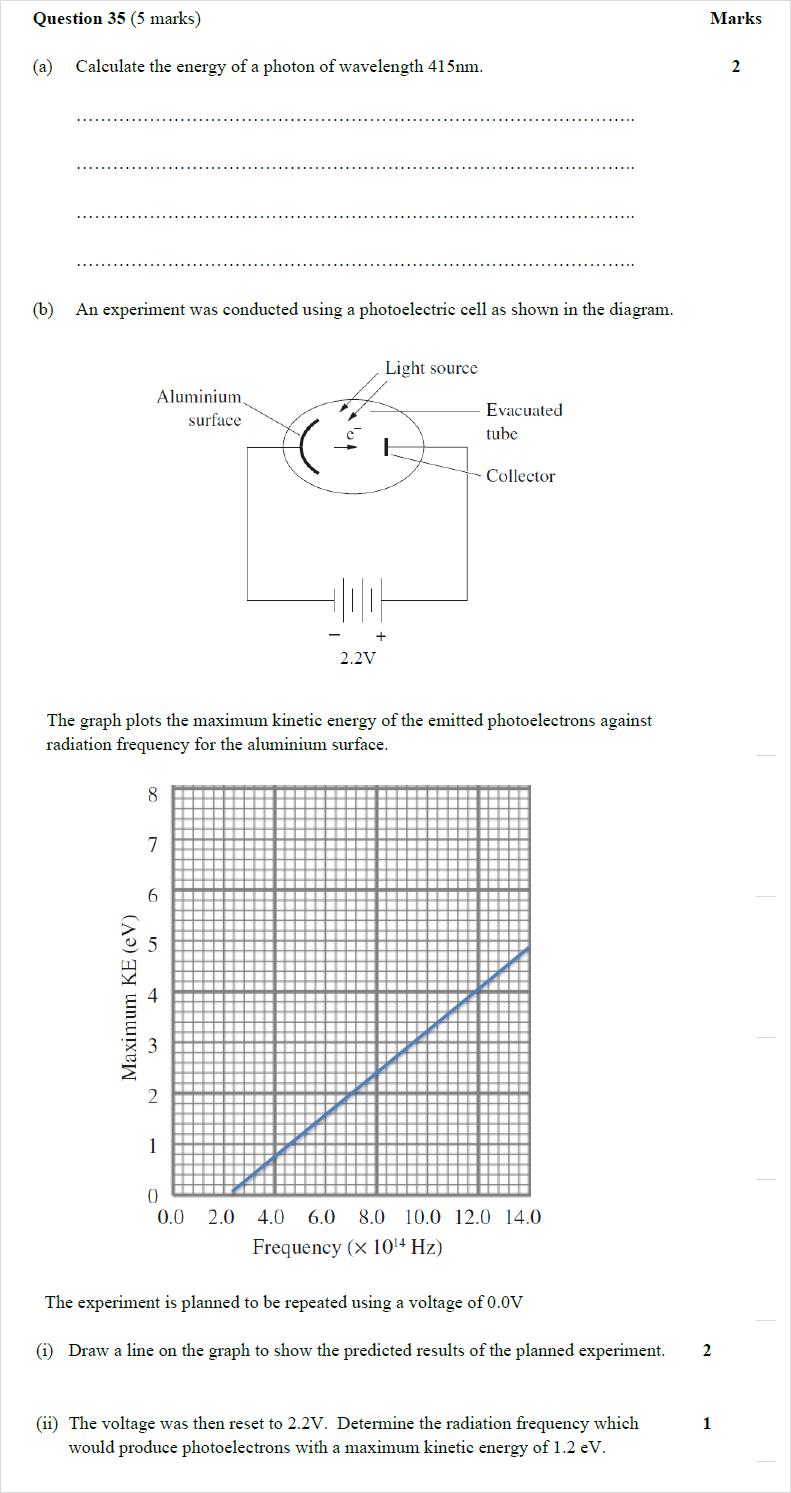 Question 35 (5 marks) Marks
(a) Calculate the energy of a photon of wavelength 415nm. 2
…………………………………………………………………………………..
…………………………………………………………………………………..
…………………………………………………………………………………..
…………………………………………………………………………………..
(b) An experiment was conducted using a photoelectric cell as shown in the diagram.
Light source
Aluminium
surface
Evacuated
tube
e⁻
Collector
− +
2.2V
The graph plots the maximum kinetic energy of the emitted photoelectrons against
radiation frequency for the aluminium surface.
8
7
6
5
4
3
2
1
0
Maximum KE (eV)
0.0 2.0 4.0 6.0 8.0 10.0 12.0 14.0
Frequency (× 10¹⁴ Hz)
The experiment is planned to be repeated using a voltage of 0.0V
(i) Draw a line on the graph to show the predicted results of the planned experiment. 2
(ii) The voltage was then reset to 2.2V. Determine the radiation frequency which 1
would produce photoelectrons with a maximum kinetic energy of 1.2 eV.